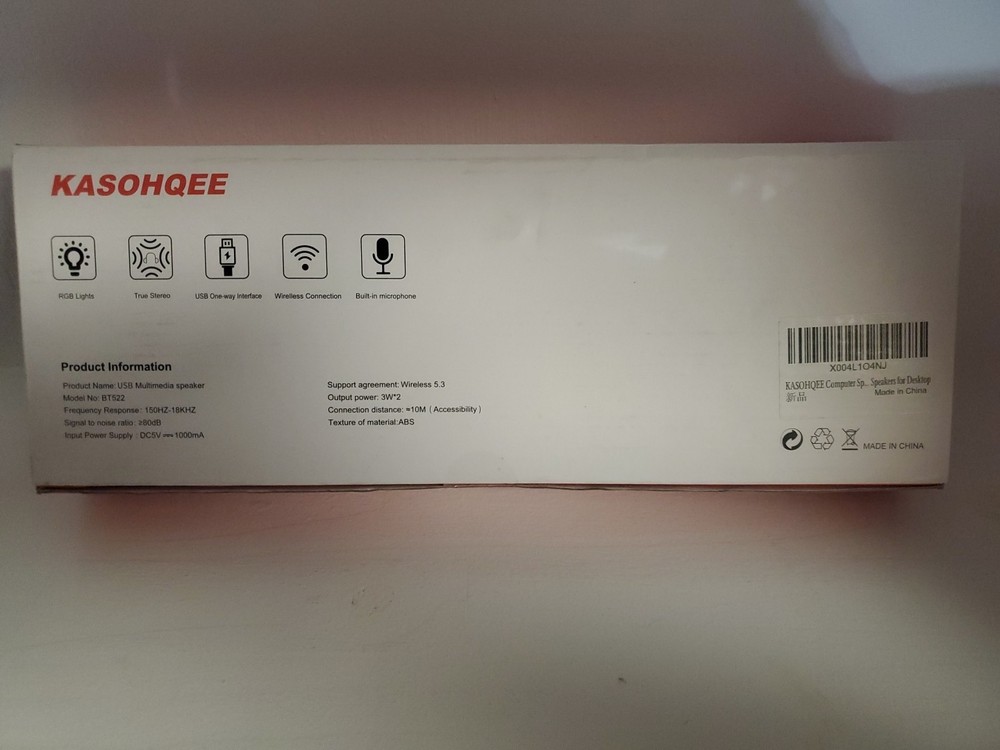 KASOHQEE
RGB Lights
True Stereo
USB One-way interface
Wirelless Connection
Built-in microphone
Product Information
Product Name: USB Multimedia speaker
Model No: BT522
Frequency Response: 150HZ-18KHZ
Signal to noise ratio: ≥80dB
Input Power Supply: DC5V⎓1000mA
Support agreement: Wireless 5.3
Output power: 3W*2
Connection distance: ≈10M (Accessibility)
Texture of material:ABS
X004L1O4NJ
KASOHQEE Computer Sp... Speakers for Desktop
Made in China
MADE IN CHINA